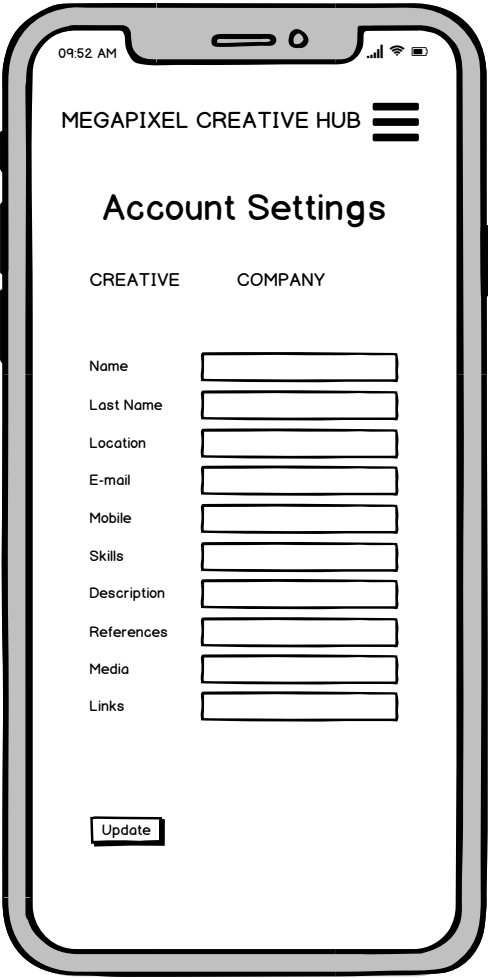 09:52 AM
MEGAPIXEL CREATIVE HUB
Account Settings
CREATIVE COMPANY
Name
Last Name
Location
E-mail
Mobile
Skills
Description
References
Media
Links
Update